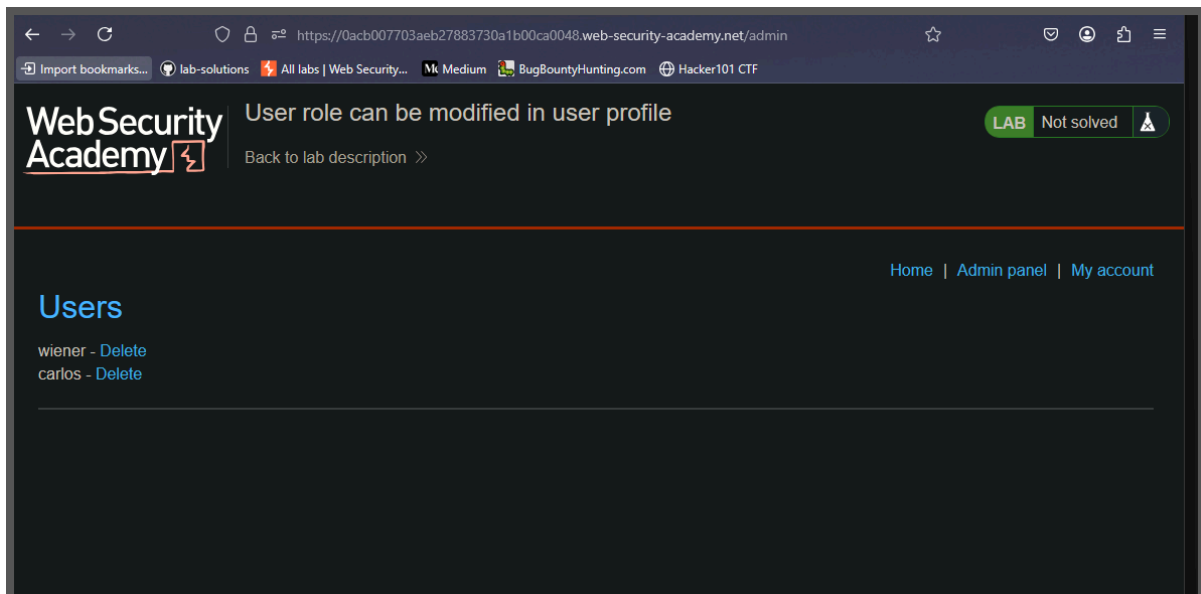 https://0acb007703aeb27883730a1b00ca0048.web-security-academy.net/admin
Import bookmarks... lab-solutions All labs | Web Security... Medium BugBountyHunting.com Hacker101 CTF
Web Security
Academy
User role can be modified in user profile
Back to lab description
LAB Not solved
Home | Admin panel | My account
Users
wiener - Delete
carlos - Delete